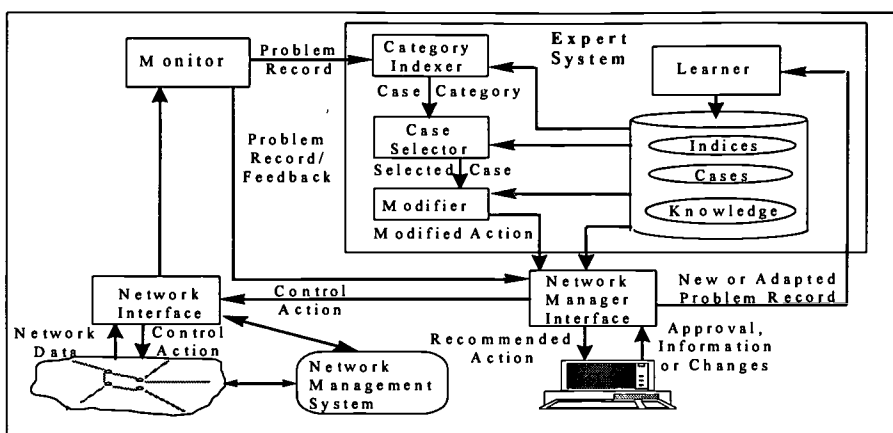 Monitor
Problem
Record
Category
Indexer
Expert
System
Learner
Case Category
Problem
Record/
Feedback
Case
Selector
Selected Case
Modifier
Modified Action
Indices
Cases
Knowledge
Network
Interface
Control
Action
Network
Manager
Interface
New or Adapted
Problem Record
Network
Data
Control
Action
Network
Management
System
Recommended
Action
Approval,
Information
or Changes